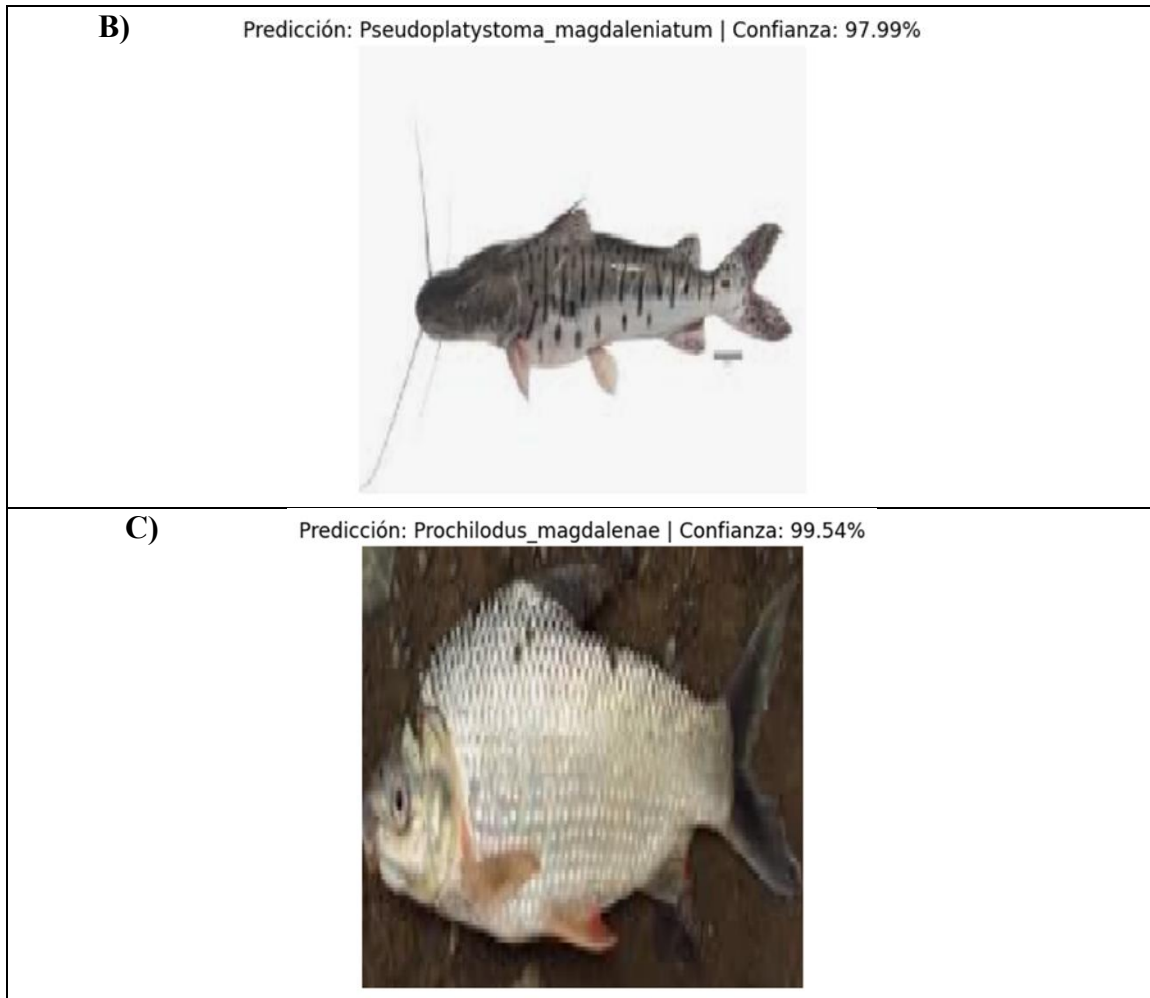 B)
Predicción: Pseudoplatystoma_magdaleniatum | Confianza: 97.99%
C)
Predicción: Prochilodus_magdalenae | Confianza: 99.54%